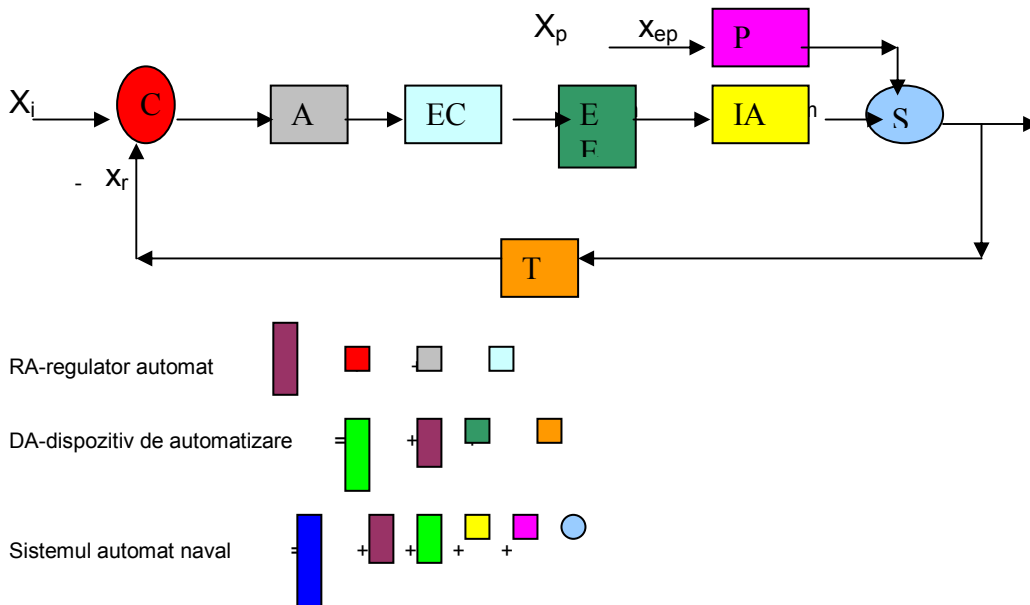 Xp xep P
Xi C A EC E IA n S
F
- xr
T
RA-regulator automat +
DA-dispozitiv de automatizare = +
Sistemul automat naval = + + + +